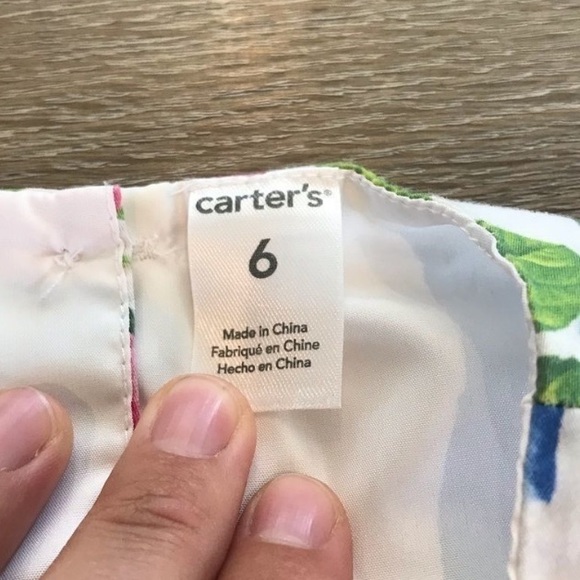 carter's®
6
Made in China
Fabriqué en Chine
Hecho en China